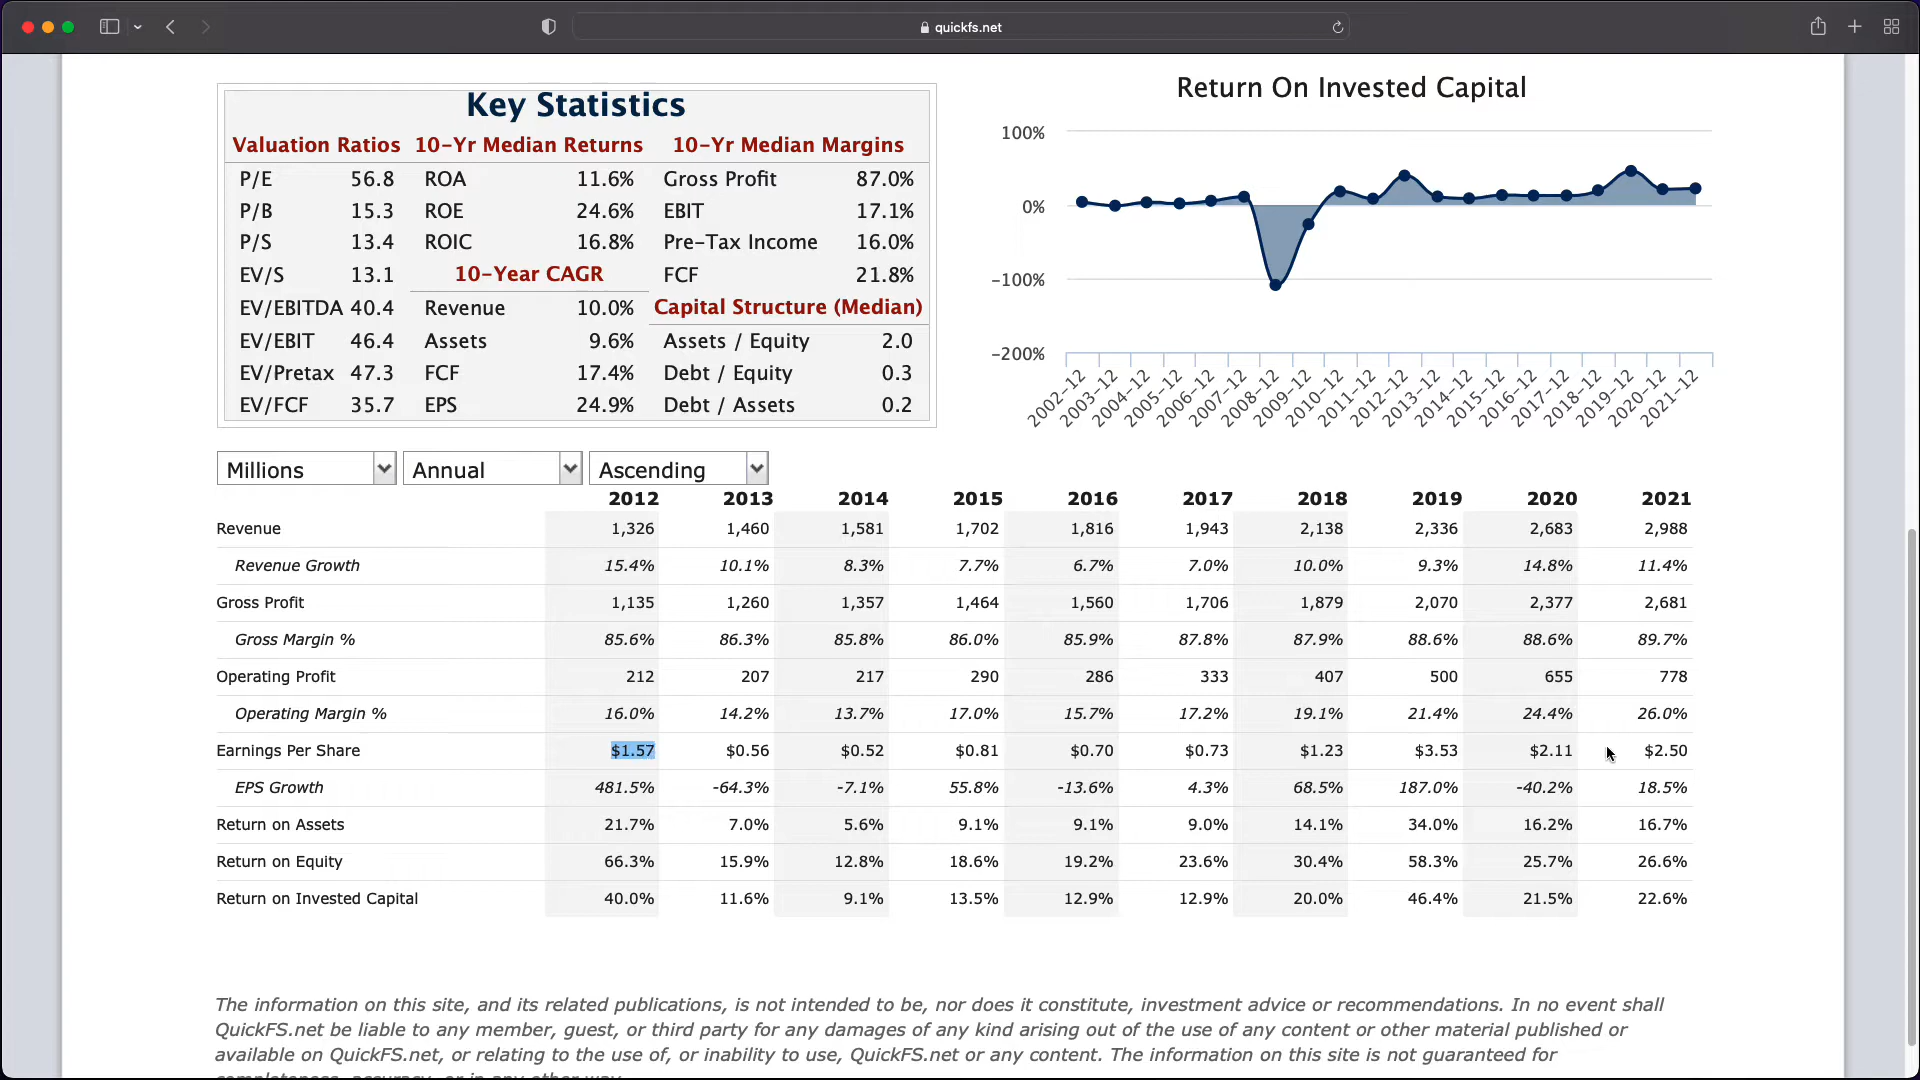 quickfs.net
Key Statistics
Valuation Ratios 10-Yr Median Returns 10-Yr Median Margins
P/E 56.8 ROA 11.6% Gross Profit 87.0%
P/B 15.3 ROE 24.6% EBIT 17.1%
P/S 13.4 ROIC 16.8% Pre-Tax Income 16.0%
EV/S 13.1 10-Year CAGR FCF 21.8%
EV/EBITDA 40.4 Revenue 10.0% Capital Structure (Median)
EV/EBIT 46.4 Assets 9.6% Assets / Equity 2.0
EV/Pretax 47.3 FCF 17.4% Debt / Equity 0.3
EV/FCF 35.7 EPS 24.9% Debt / Assets 0.2
Return On Invested Capital
100%
0%
-100%
-200%
2002-12 2003-12 2004-12 2005-12 2006-12 2007-12 2008-12 2009-12 2010-12 2011-12 2012-12 2013-12 2014-12 2015-12 2016-12 2017-12 2018-12 2019-12 2020-12 2021-12
Millions Annual Ascending
2012 2013 2014 2015 2016 2017 2018 2019 2020 2021
Revenue 1,326 1,460 1,581 1,702 1,816 1,943 2,138 2,336 2,683 2,988
Revenue Growth 15.4% 10.1% 8.3% 7.7% 6.7% 7.0% 10.0% 9.3% 14.8% 11.4%
Gross Profit 1,135 1,260 1,357 1,464 1,560 1,706 1,879 2,070 2,377 2,681
Gross Margin % 85.6% 86.3% 85.8% 86.0% 85.9% 87.8% 87.9% 88.6% 88.6% 89.7%
Operating Profit 212 207 217 290 286 333 407 500 655 778
Operating Margin % 16.0% 14.2% 13.7% 17.0% 15.7% 17.2% 19.1% 21.4% 24.4% 26.0%
Earnings Per Share $1.57 $0.56 $0.52 $0.81 $0.70 $0.73 $1.23 $3.53 $2.11 $2.50
EPS Growth 481.5% -64.3% -7.1% 55.8% -13.6% 4.3% 68.5% 187.0% -40.2% 18.5%
Return on Assets 21.7% 7.0% 5.6% 9.1% 9.1% 9.0% 14.1% 34.0% 16.2% 16.7%
Return on Equity 66.3% 15.9% 12.8% 18.6% 19.2% 23.6% 30.4% 58.3% 25.7% 26.6%
Return on Invested Capital 40.0% 11.6% 9.1% 13.5% 12.9% 12.9% 20.0% 46.4% 21.5% 22.6%
The information on this site, and its related publications, is not intended to be, nor does it constitute, investment advice or recommendations. In no event shall
QuickFS.net be liable to any member, guest, or third party for any damages of any kind arising out of the use of any content or other material published or
available on QuickFS.net, or relating to the use of, or inability to use, QuickFS.net or any content. The information on this site is not guaranteed for